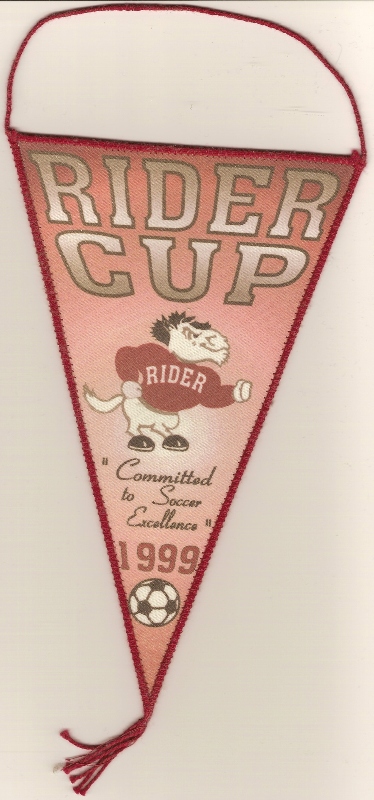 RIDER
CUP
RIDER
"Committed
to Soccer
Excellence"
1999